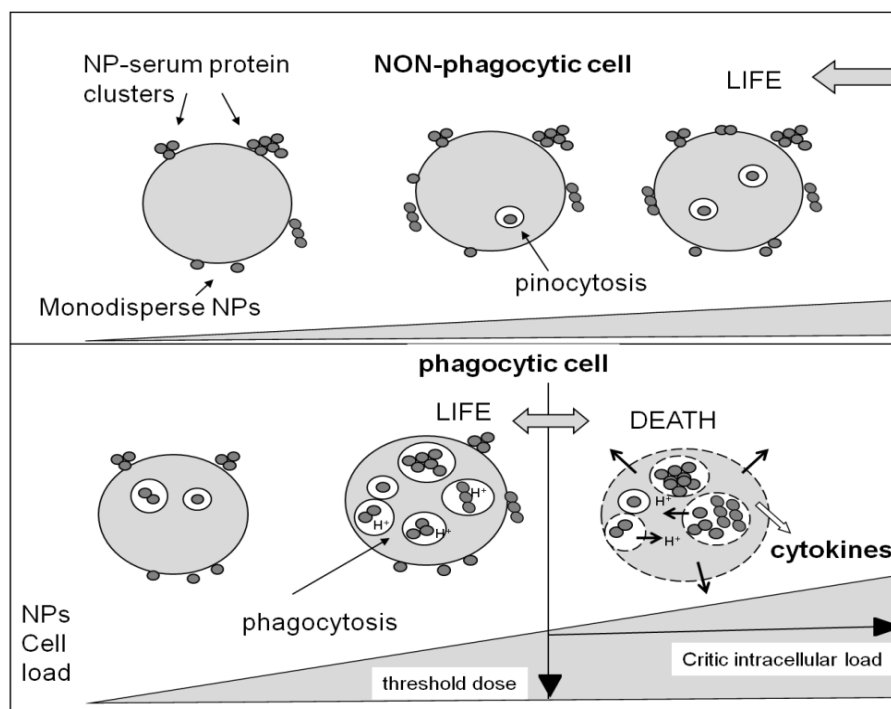 NP-serum protein
clusters
NON-phagocytic cell
LIFE
pinocytosis
Monodisperse NPs
phagocytic cell
LIFE
DEATH
H⁺
H⁺
H⁺
H⁺
H⁺
cytokines
phagocytosis
NPs
Cell
load
threshold dose
Critic intracellular load